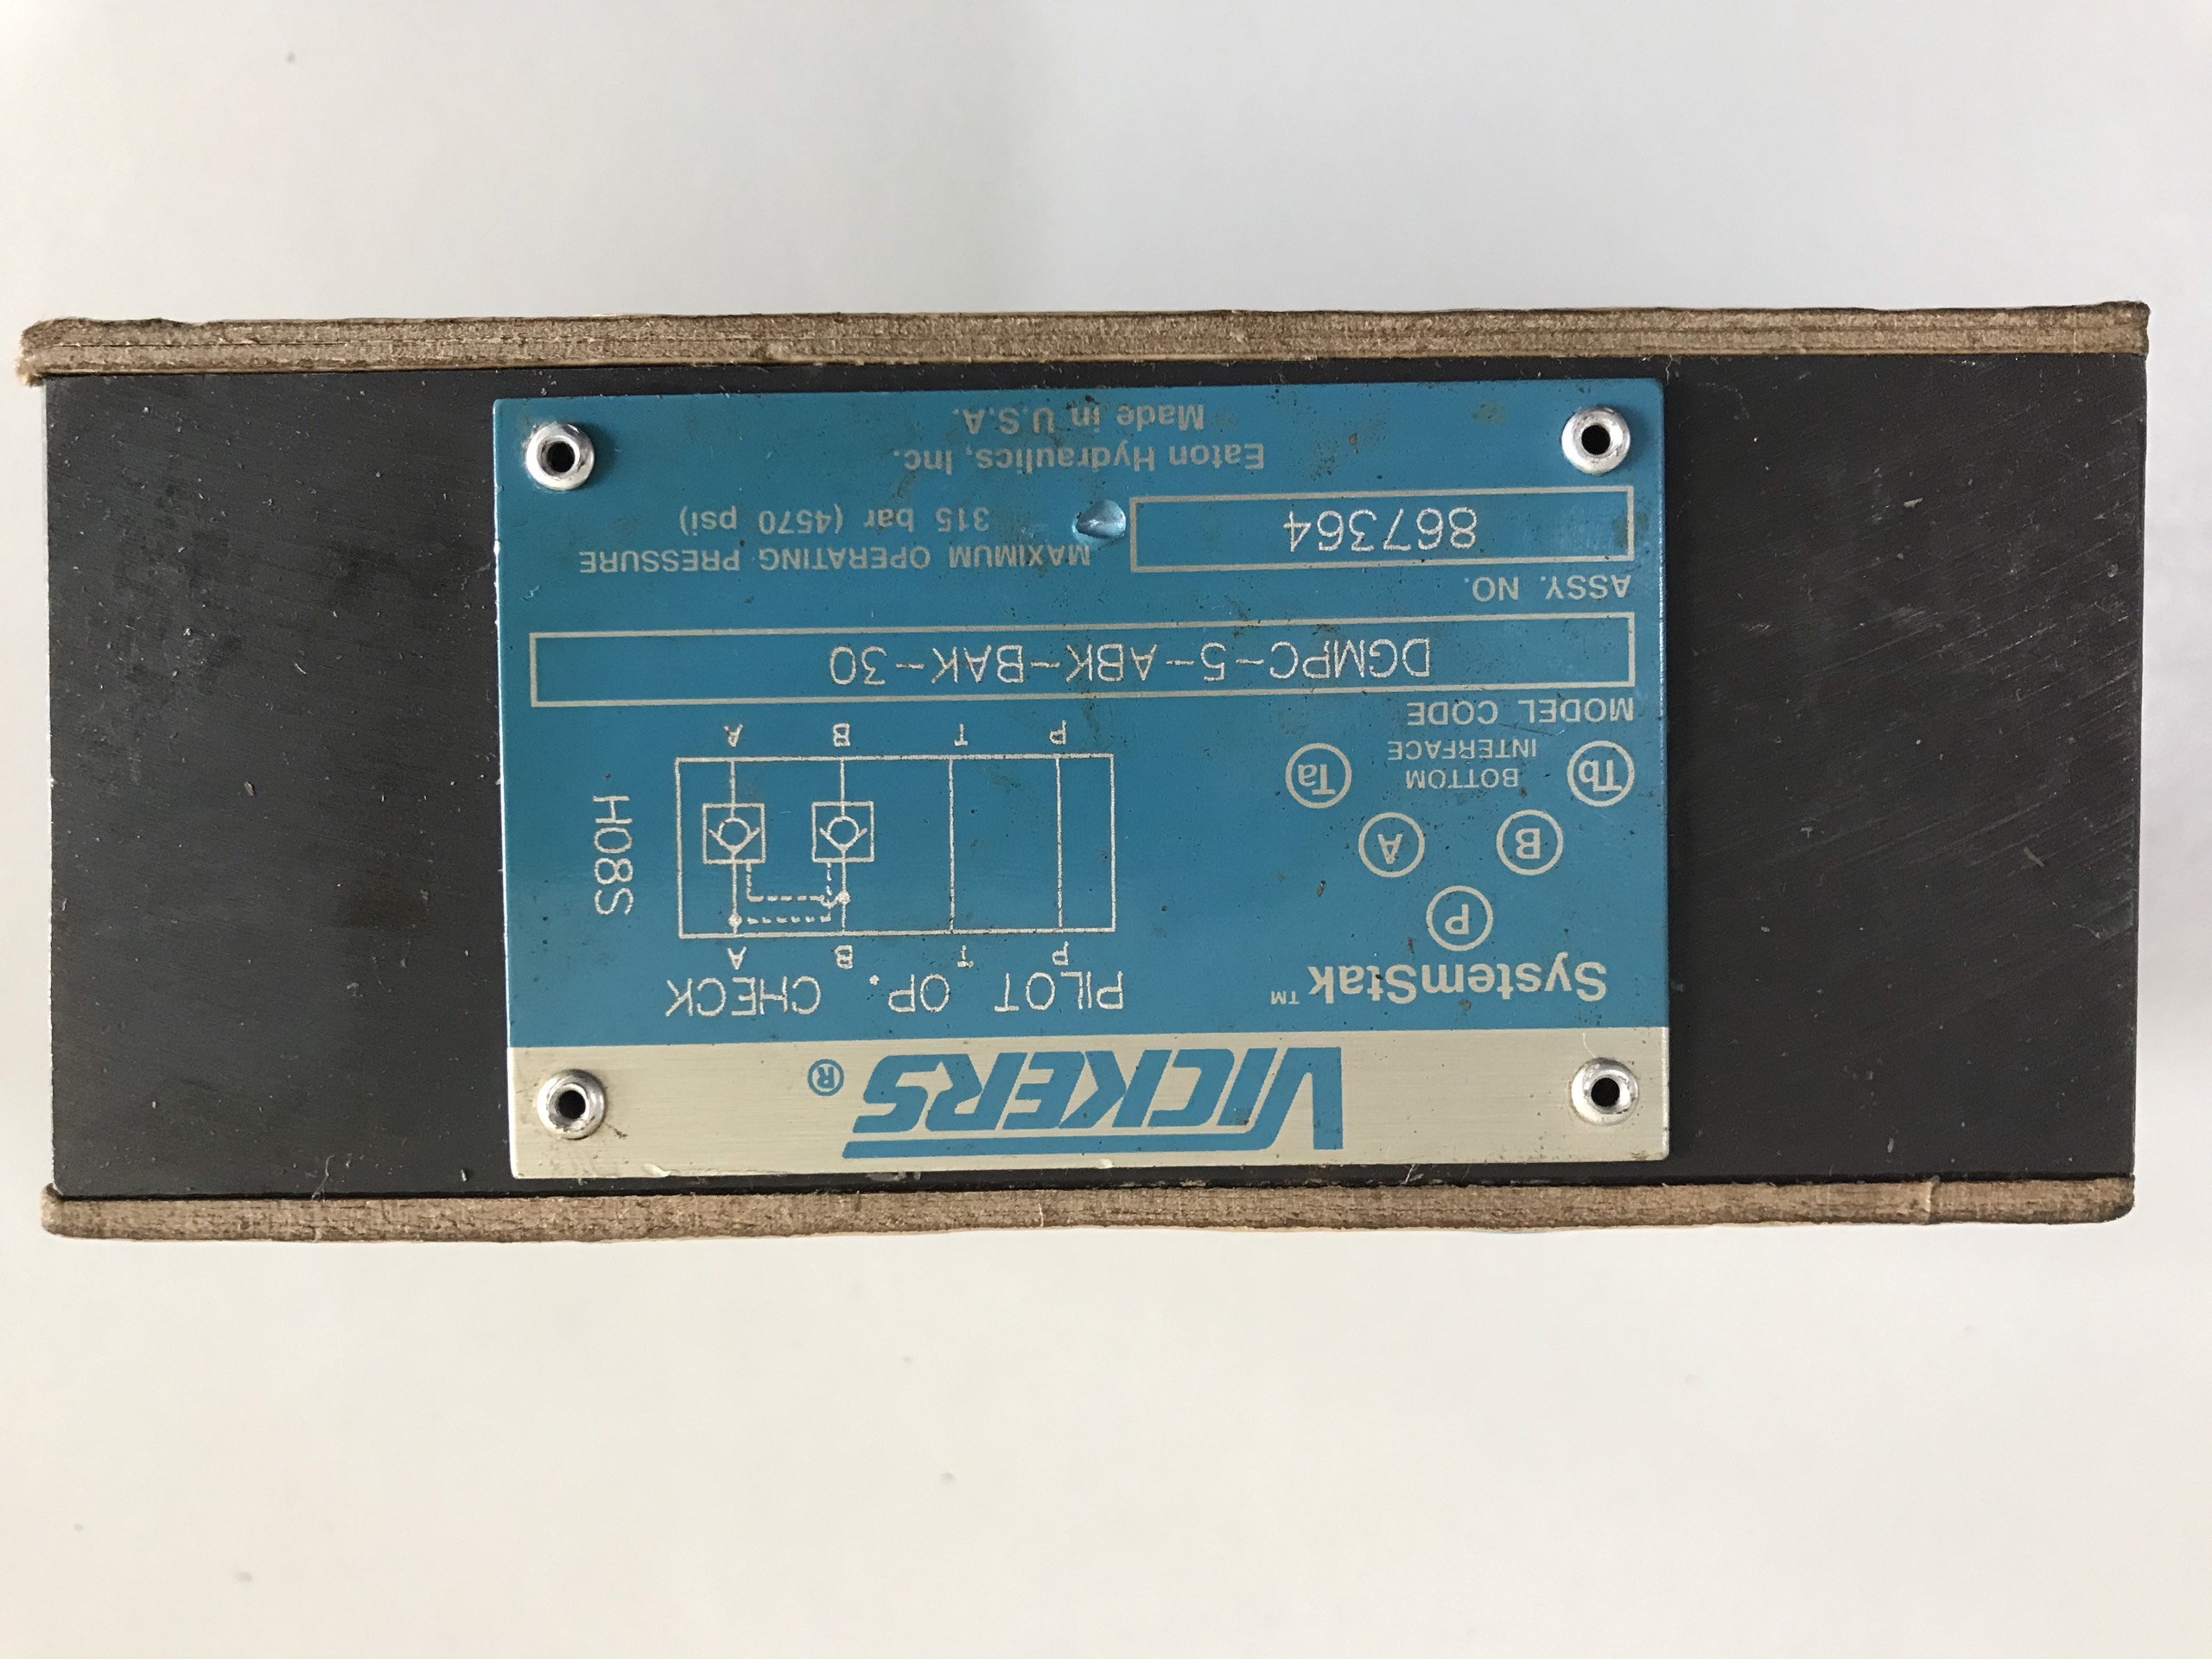 VICKERS®
SystemStak™
P
B A
Tb Ta
BOTTOM
INTERFACE
PILOT OP. CHECK
P T B A
P T B A
H08S
MODEL CODE
DGMPC-5-ABK-BAK-30
ASSY. NO.
867364
MAXIMUM OPERATING PRESSURE
315 bar (4570 psi)
Eaton Hydraulics, Inc.
Made in U.S.A.